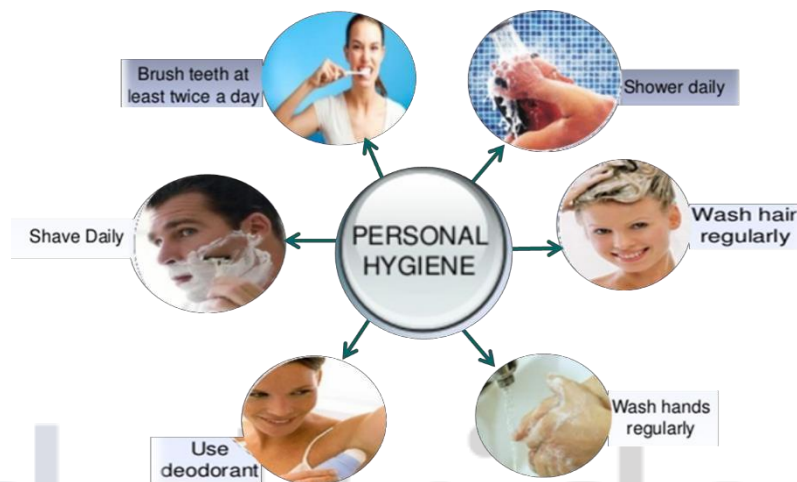 Brush teeth at
least twice a day
Shower daily
Shave Daily
PERSONAL
HYGIENE
Wash hair
regularly
Use
deodorant
Wash hands
regularly